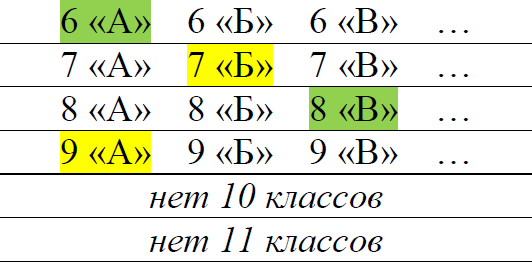 6 «А» 6 «Б» 6 «В» ...
7 «А» 7 «Б» 7 «В» ...
8 «А» 8 «Б» 8 «В» ...
9 «А» 9 «Б» 9 «В» ...
нет 10 классов
нет 11 классов